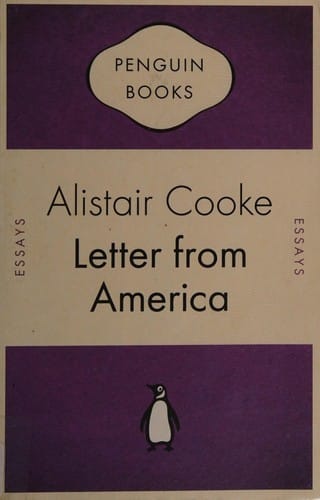 PENGUIN
BOOKS
Alistair Cooke
Letter from
America
ESSAYS
ESSAYS